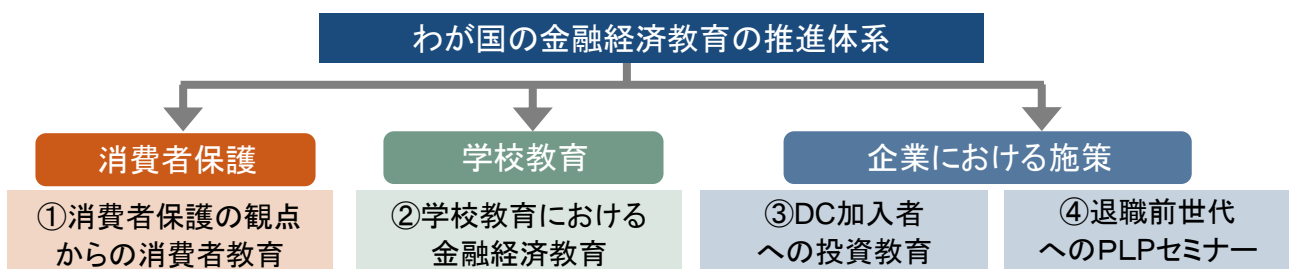 わが国の金融経済教育の推進体系
消費者保護
学校教育
企業における施策
①消費者保護の観点
からの消費者教育
②学校教育における
金融経済教育
③DC加入者
への投資教育
④退職前世代
へのPLPセミナー